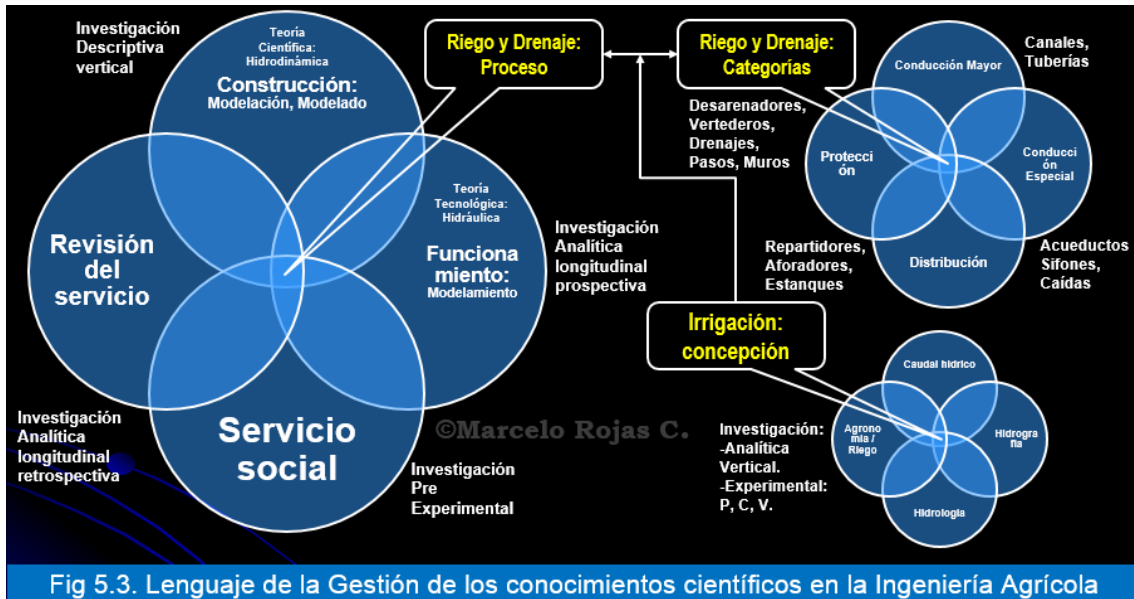 Investigación
Descriptiva
vertical
Teoría
Científica:
Hidrodinámica
Construcción:
Modelación, Modelado
Riego y Drenaje:
Proceso
Riego y Drenaje:
Categorías
Conducción Mayor
Canales,
Tuberías
Desarenadores,
Vertederos,
Drenajes,
Pasos, Muros
Protecci
ón
Conducci
ón Especial
Revisión
del
servicio
Teoría
Tecnológica:
Hidráulica
Funciona
miento:
Modelamiento
Investigación
Analítica
longitudinal
prospectiva
Repartidores,
Aforadores,
Estanques
Distribución
Acueductos
Sifones,
Caídas
Irrigación:
concepción
Caudal hídrico
Investigación
Analítica
longitudinal
retrospectiva
Servicio
social
©Marcelo Rojas C.
Investigación
Pre
Experimental
Investigación:
-Analítica
Vertical.
-Experimental:
P, C, V.
Agrono
mia / Riego
Hidrogra
fia
Hidrologia
Fig 5.3. Lenguaje de la Gestión de los conocimientos científicos en la Ingeniería Agrícola